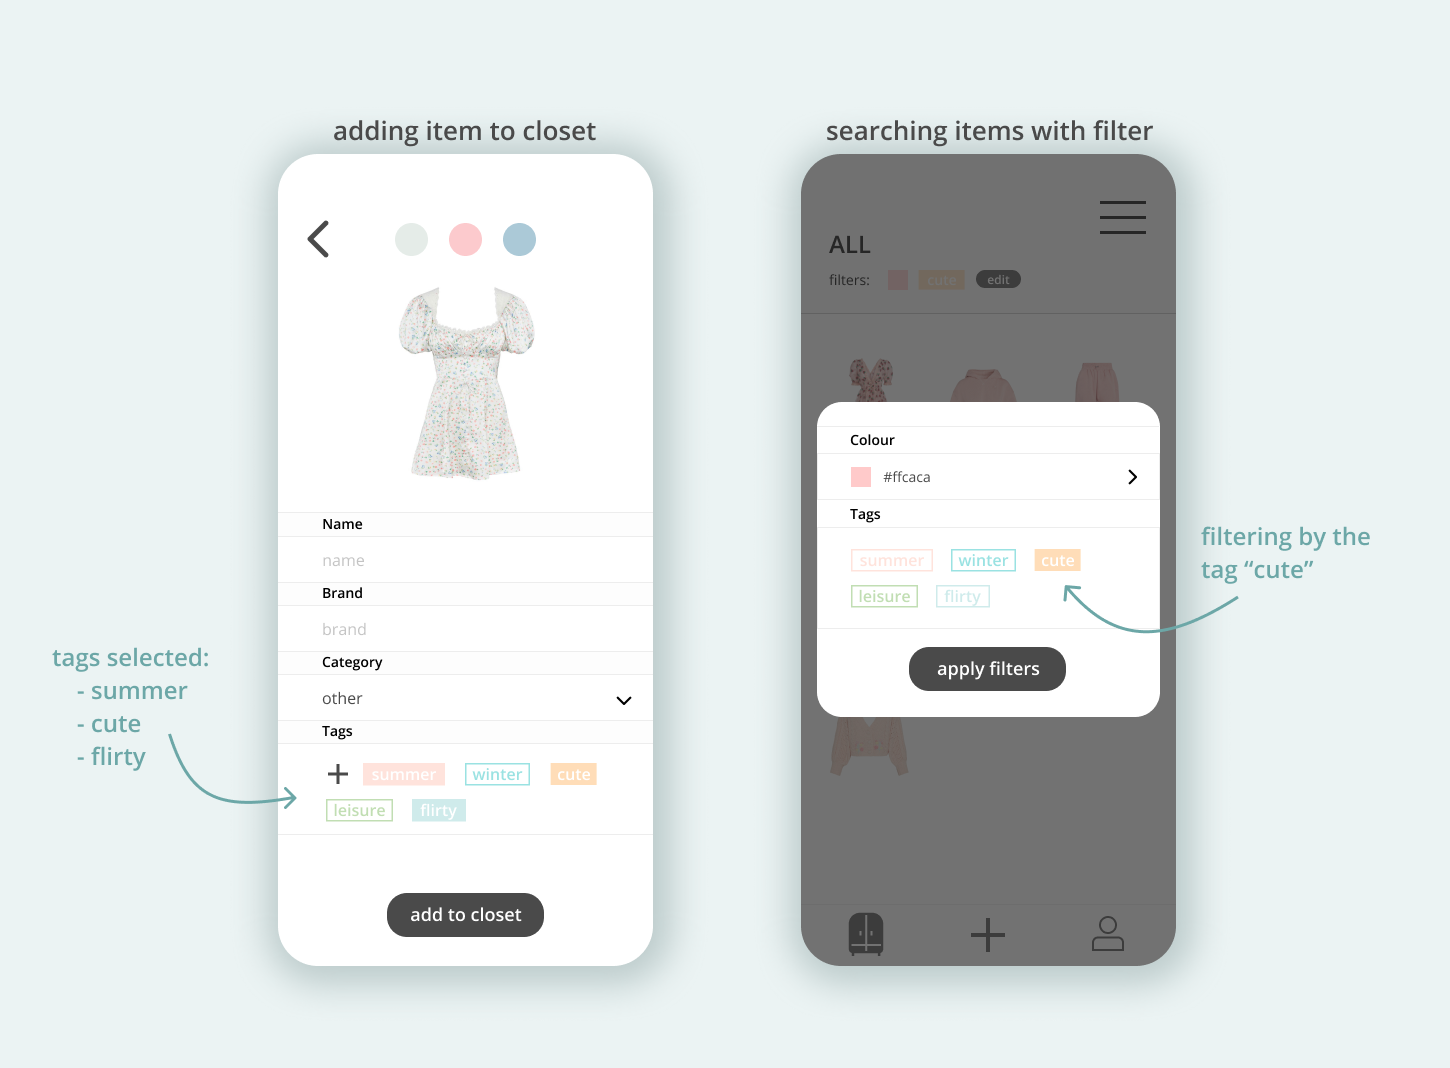 adding item to closet
Name
name
Brand
brand
Category
other
Tags
summer winter cute
leisure flirty
add to closet
tags selected:
- summer
- cute
- flirty
searching items with filter
ALL
filters: cute edit
Colour
#ffcaca
Tags
summer winter cute
leisure flirty
apply filters
filtering by the
tag “cute”